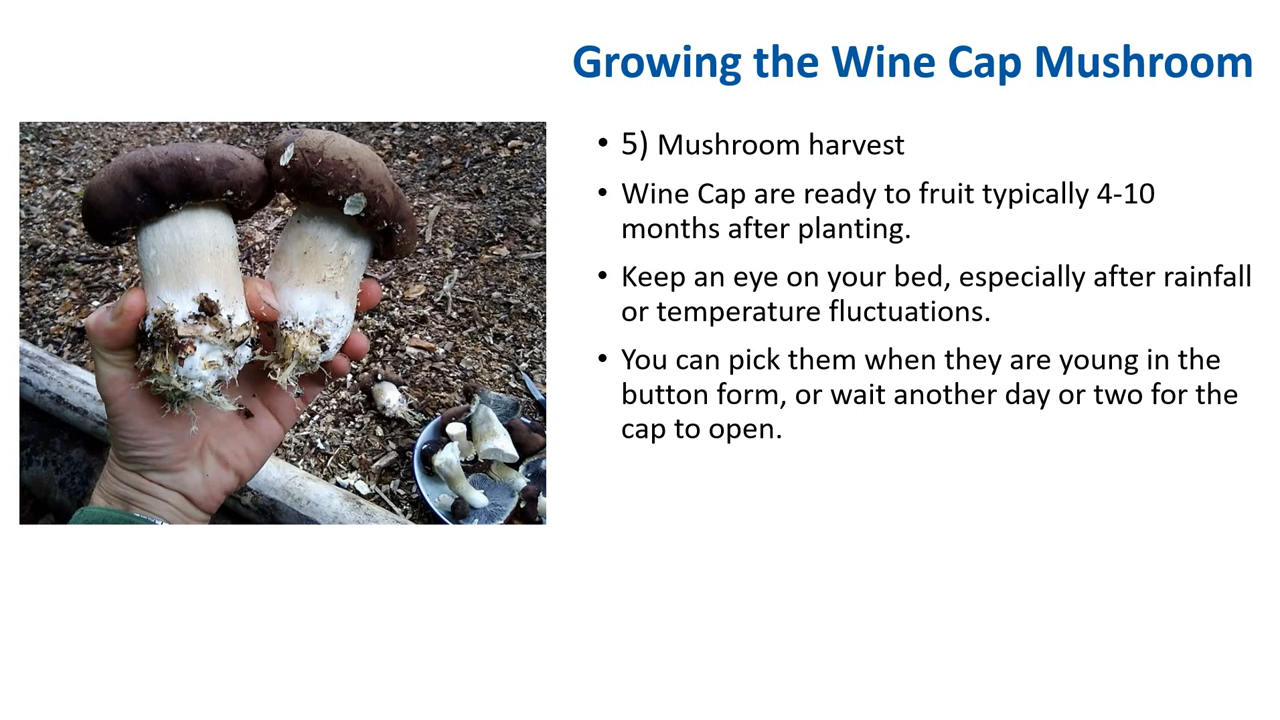 Growing the Wine Cap Mushroom
• 5) Mushroom harvest
• Wine Cap are ready to fruit typically 4-10
months after planting.
• Keep an eye on your bed, especially after rainfall
or temperature fluctuations.
• You can pick them when they are young in the
button form, or wait another day or two for the
cap to open.